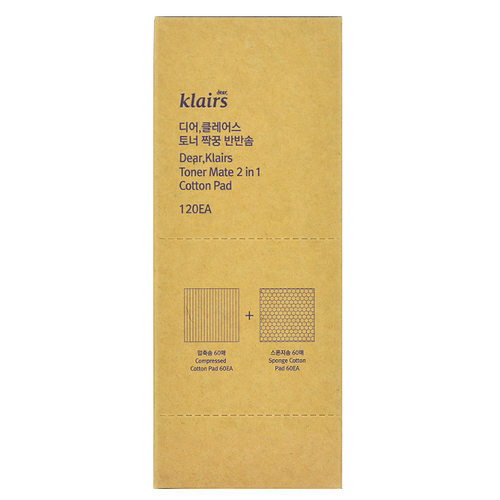 dear,
klairs
디어,클레어스
토너 짝꿍 반반솜
Dear,Klairs
Toner Mate 2 in 1
Cotton Pad
120EA
+
압축솜 60매
Compressed
Cotton Pad 60EA
스폰지솜 60매
Sponge Cotton
Pad 60EA